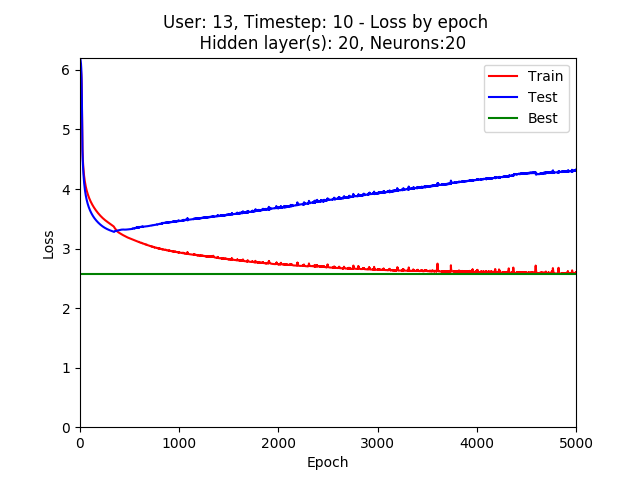 User: 13, Timestep: 10 - Loss by epoch
Hidden layer(s): 20, Neurons:20
Train
Test
Best
6
5
4
3
2
1
0
Loss
0 1000 2000 3000 4000 5000
Epoch